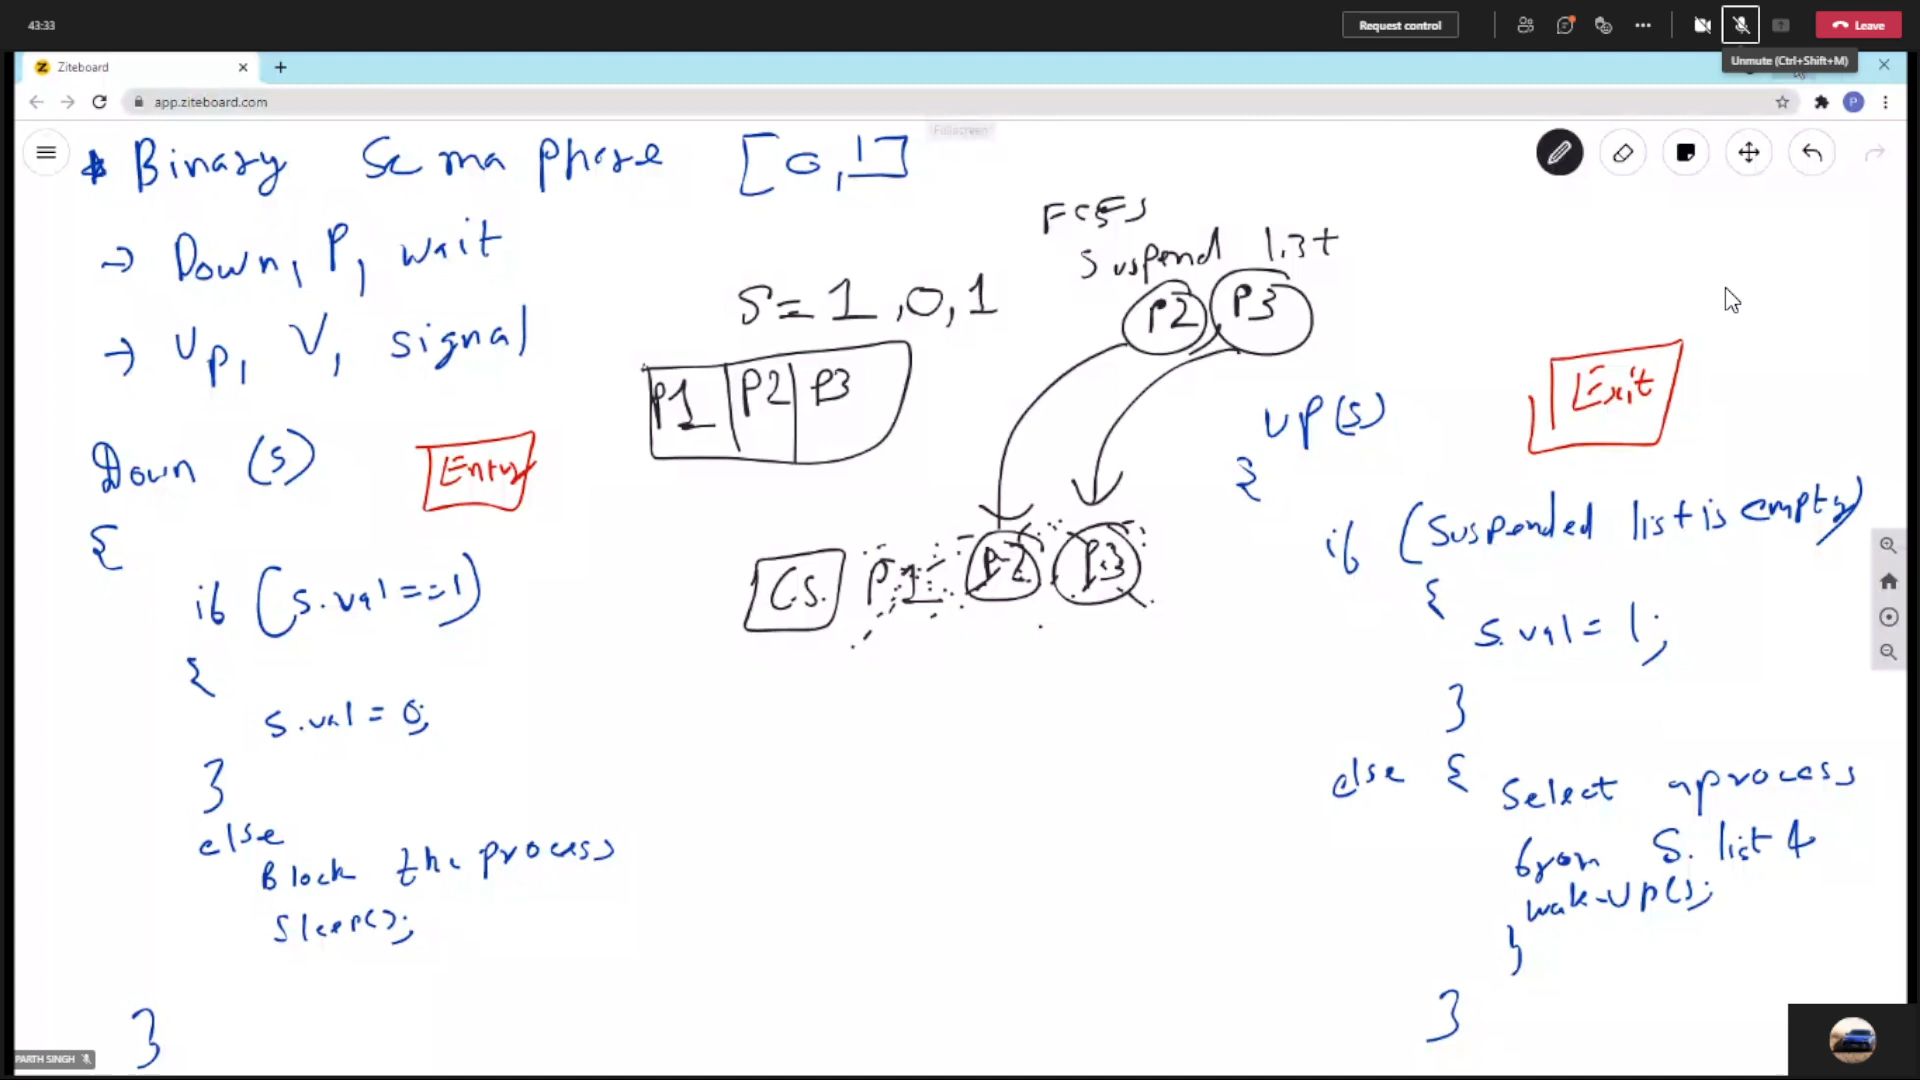 43:33
Request control
Leave
Ziteboard
Unmute (Ctrl+Shift+M)
app.ziteboard.com
P
Fullscreen
* Binary Semaphore [0,1]
→ Down, P, wait
→ Up, V, signal
Down (s)
Entry
{
if (s.val==1)
{
s.val = 0;
}
else
Block the process
Sleep();
}
FCFS
Suspend list
P2 P3
S = 1, 0, 1
P1 P2 P3
C.S. P1 P2 P3
UP(s)
Exit
{
if (Suspended list is empty)
{
s.val = 1;
}
else {
Select a process
from S. list &
wake-up();
}
}
PARTH SINGH